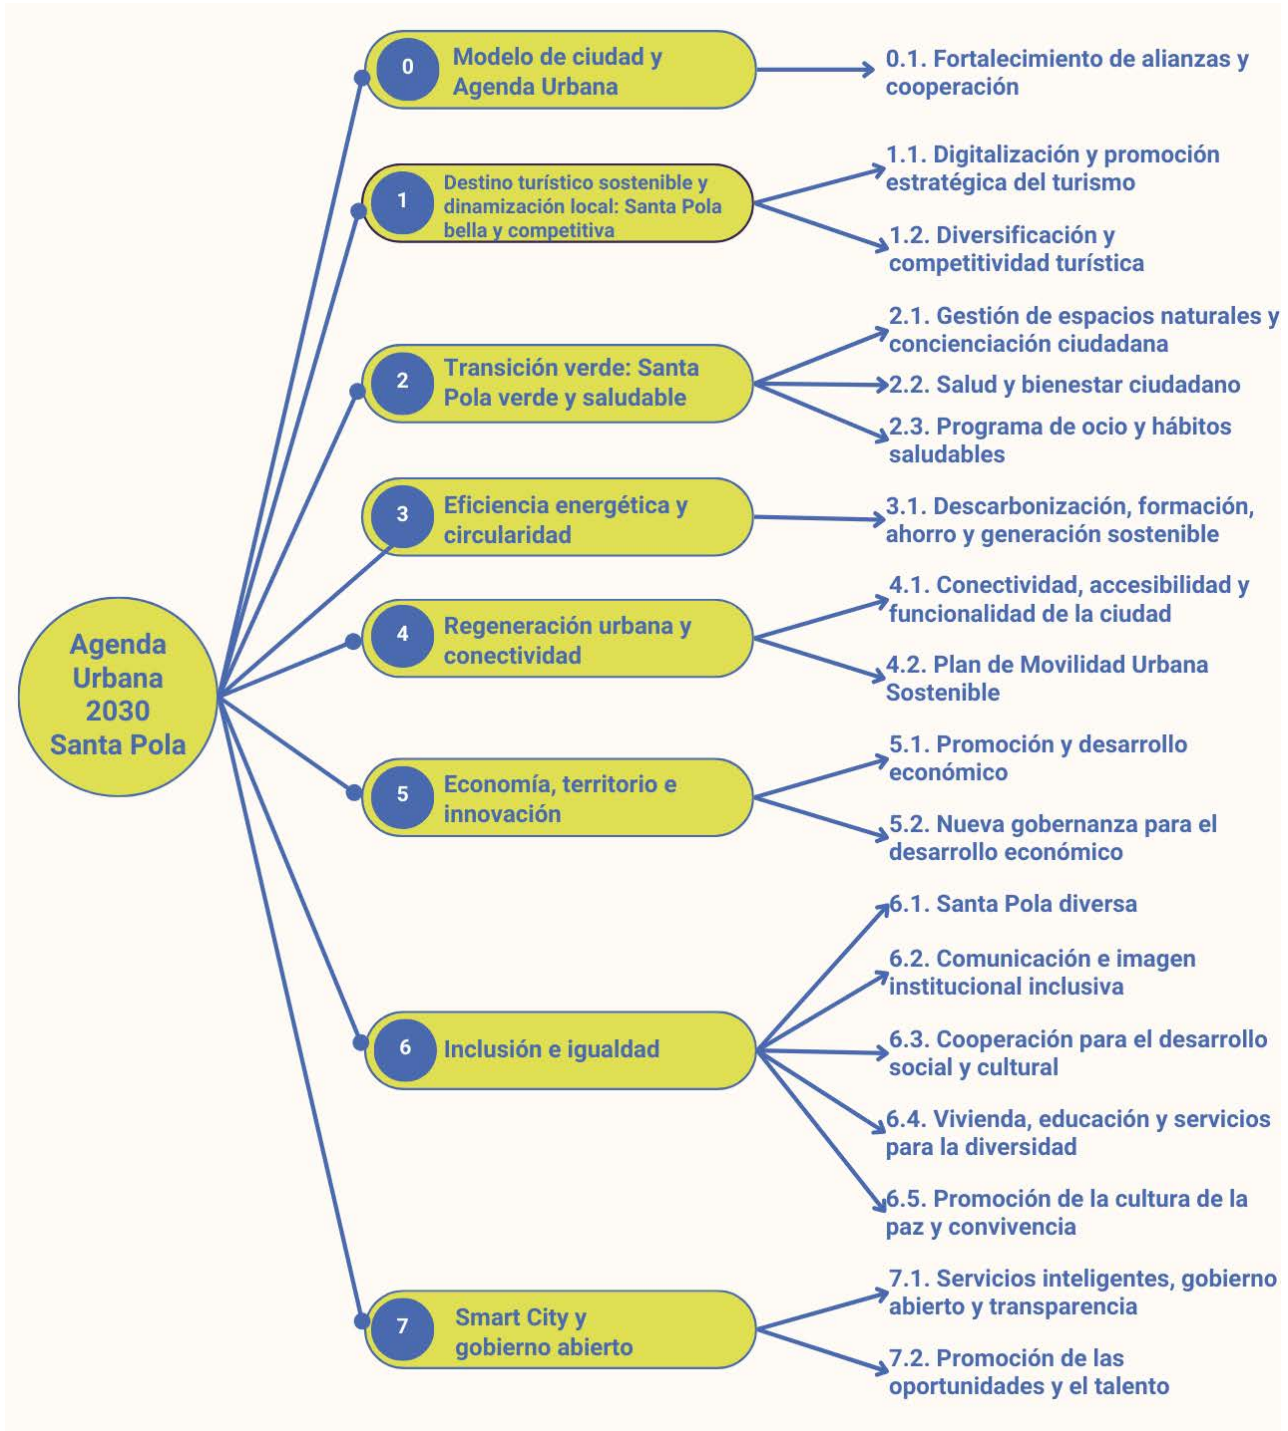 Agenda
Urbana
2030
Santa Pola
0
Modelo de ciudad y
Agenda Urbana
0.1. Fortalecimiento de alianzas y
cooperación
1
Destino turístico sostenible y
dinamización local: Santa Pola
bella y competitiva
1.1. Digitalización y promoción
estratégica del turismo
1.2. Diversificación y
competitividad turística
2
Transición verde: Santa
Pola verde y saludable
2.1. Gestión de espacios naturales y
concienciación ciudadana
2.2. Salud y bienestar ciudadano
2.3. Programa de ocio y hábitos
saludables
3
Eficiencia energética y
circularidad
3.1. Descarbonización, formación,
ahorro y generación sostenible
4
Regeneración urbana y
conectividad
4.1. Conectividad, accesibilidad y
funcionalidad de la ciudad
4.2. Plan de Movilidad Urbana
Sostenible
5
Economía, territorio e
innovación
5.1. Promoción y desarrollo
económico
5.2. Nueva gobernanza para el
desarrollo económico
6
Inclusión e igualdad
6.1. Santa Pola diversa
6.2. Comunicación e imagen
institucional inclusiva
6.3. Cooperación para el desarrollo
social y cultural
6.4. Vivienda, educación y servicios
para la diversidad
6.5. Promoción de la cultura de la
paz y convivencia
7
Smart City y
gobierno abierto
7.1. Servicios inteligentes, gobierno
abierto y transparencia
7.2. Promoción de las
oportunidades y el talento